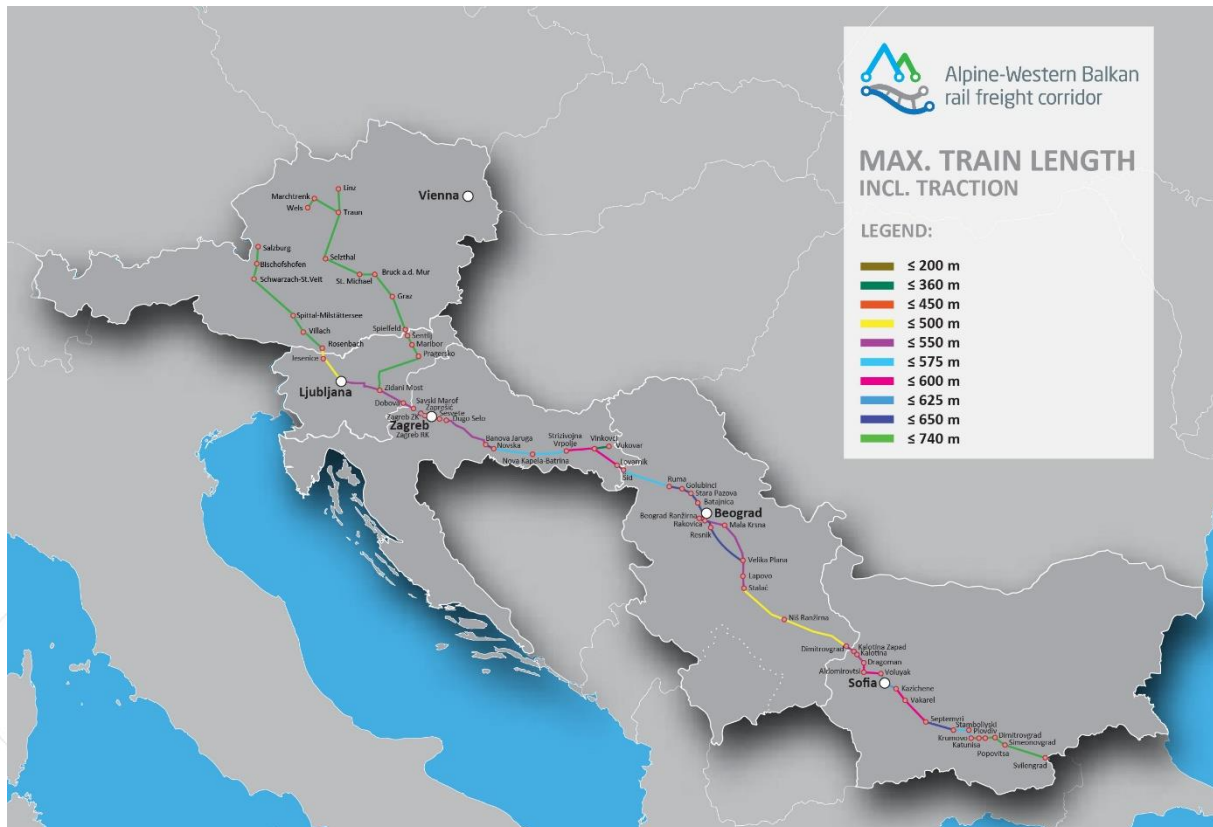 Alpine-Western Balkan
rail freight corridor
MAX. TRAIN LENGTH
INCL. TRACTION
LEGEND:
≤ 200 m
≤ 360 m
≤ 450 m
≤ 500 m
≤ 550 m
≤ 575 m
≤ 600 m
≤ 625 m
≤ 650 m
≤ 740 m
Linz
Marchtrenk
Wels
Traun
Vienna
Salzburg
Bischofshofen
Schwarzach-St.Veit
Selzthal
St. Michael
Bruck a.d. Mur
Graz
Spittal-Milstättersee
Villach
Rosenbach
Spielfeld
Šentilj
Maribor
Pragersko
Jesenice
Ljubljana
Zidani Most
Dobova
Savski Marof
Zaprešić
Zagreb ZK
Sesvete
Dugo Selo
Zagreb
Zagreb RK
Banova Jaruga
Novska
Nova Kapela-Batrina
Strizivojna
Vrpolje
Vinkovci
Vukovar
Tovarnik
Šid
Ruma
Golubinci
Stara Pazova
Batajnica
Beograd
Beograd Ranžirna
Rakovica
Resnik
Mala Krsna
Velika Plana
Lapovo
Stalać
Niš Ranžirna
Dimitrovgrad
Kalotina Zapad
Kalotina
Dragoman
Aldomirovtsi
Voluyak
Sofia
Kazichene
Vakarel
Septemvri
Stamboliyski
Plovdiv
Krumovo
Katunisa
Popovitsa
Dimitrovgrad
Simeonovgrad
Svilengrad